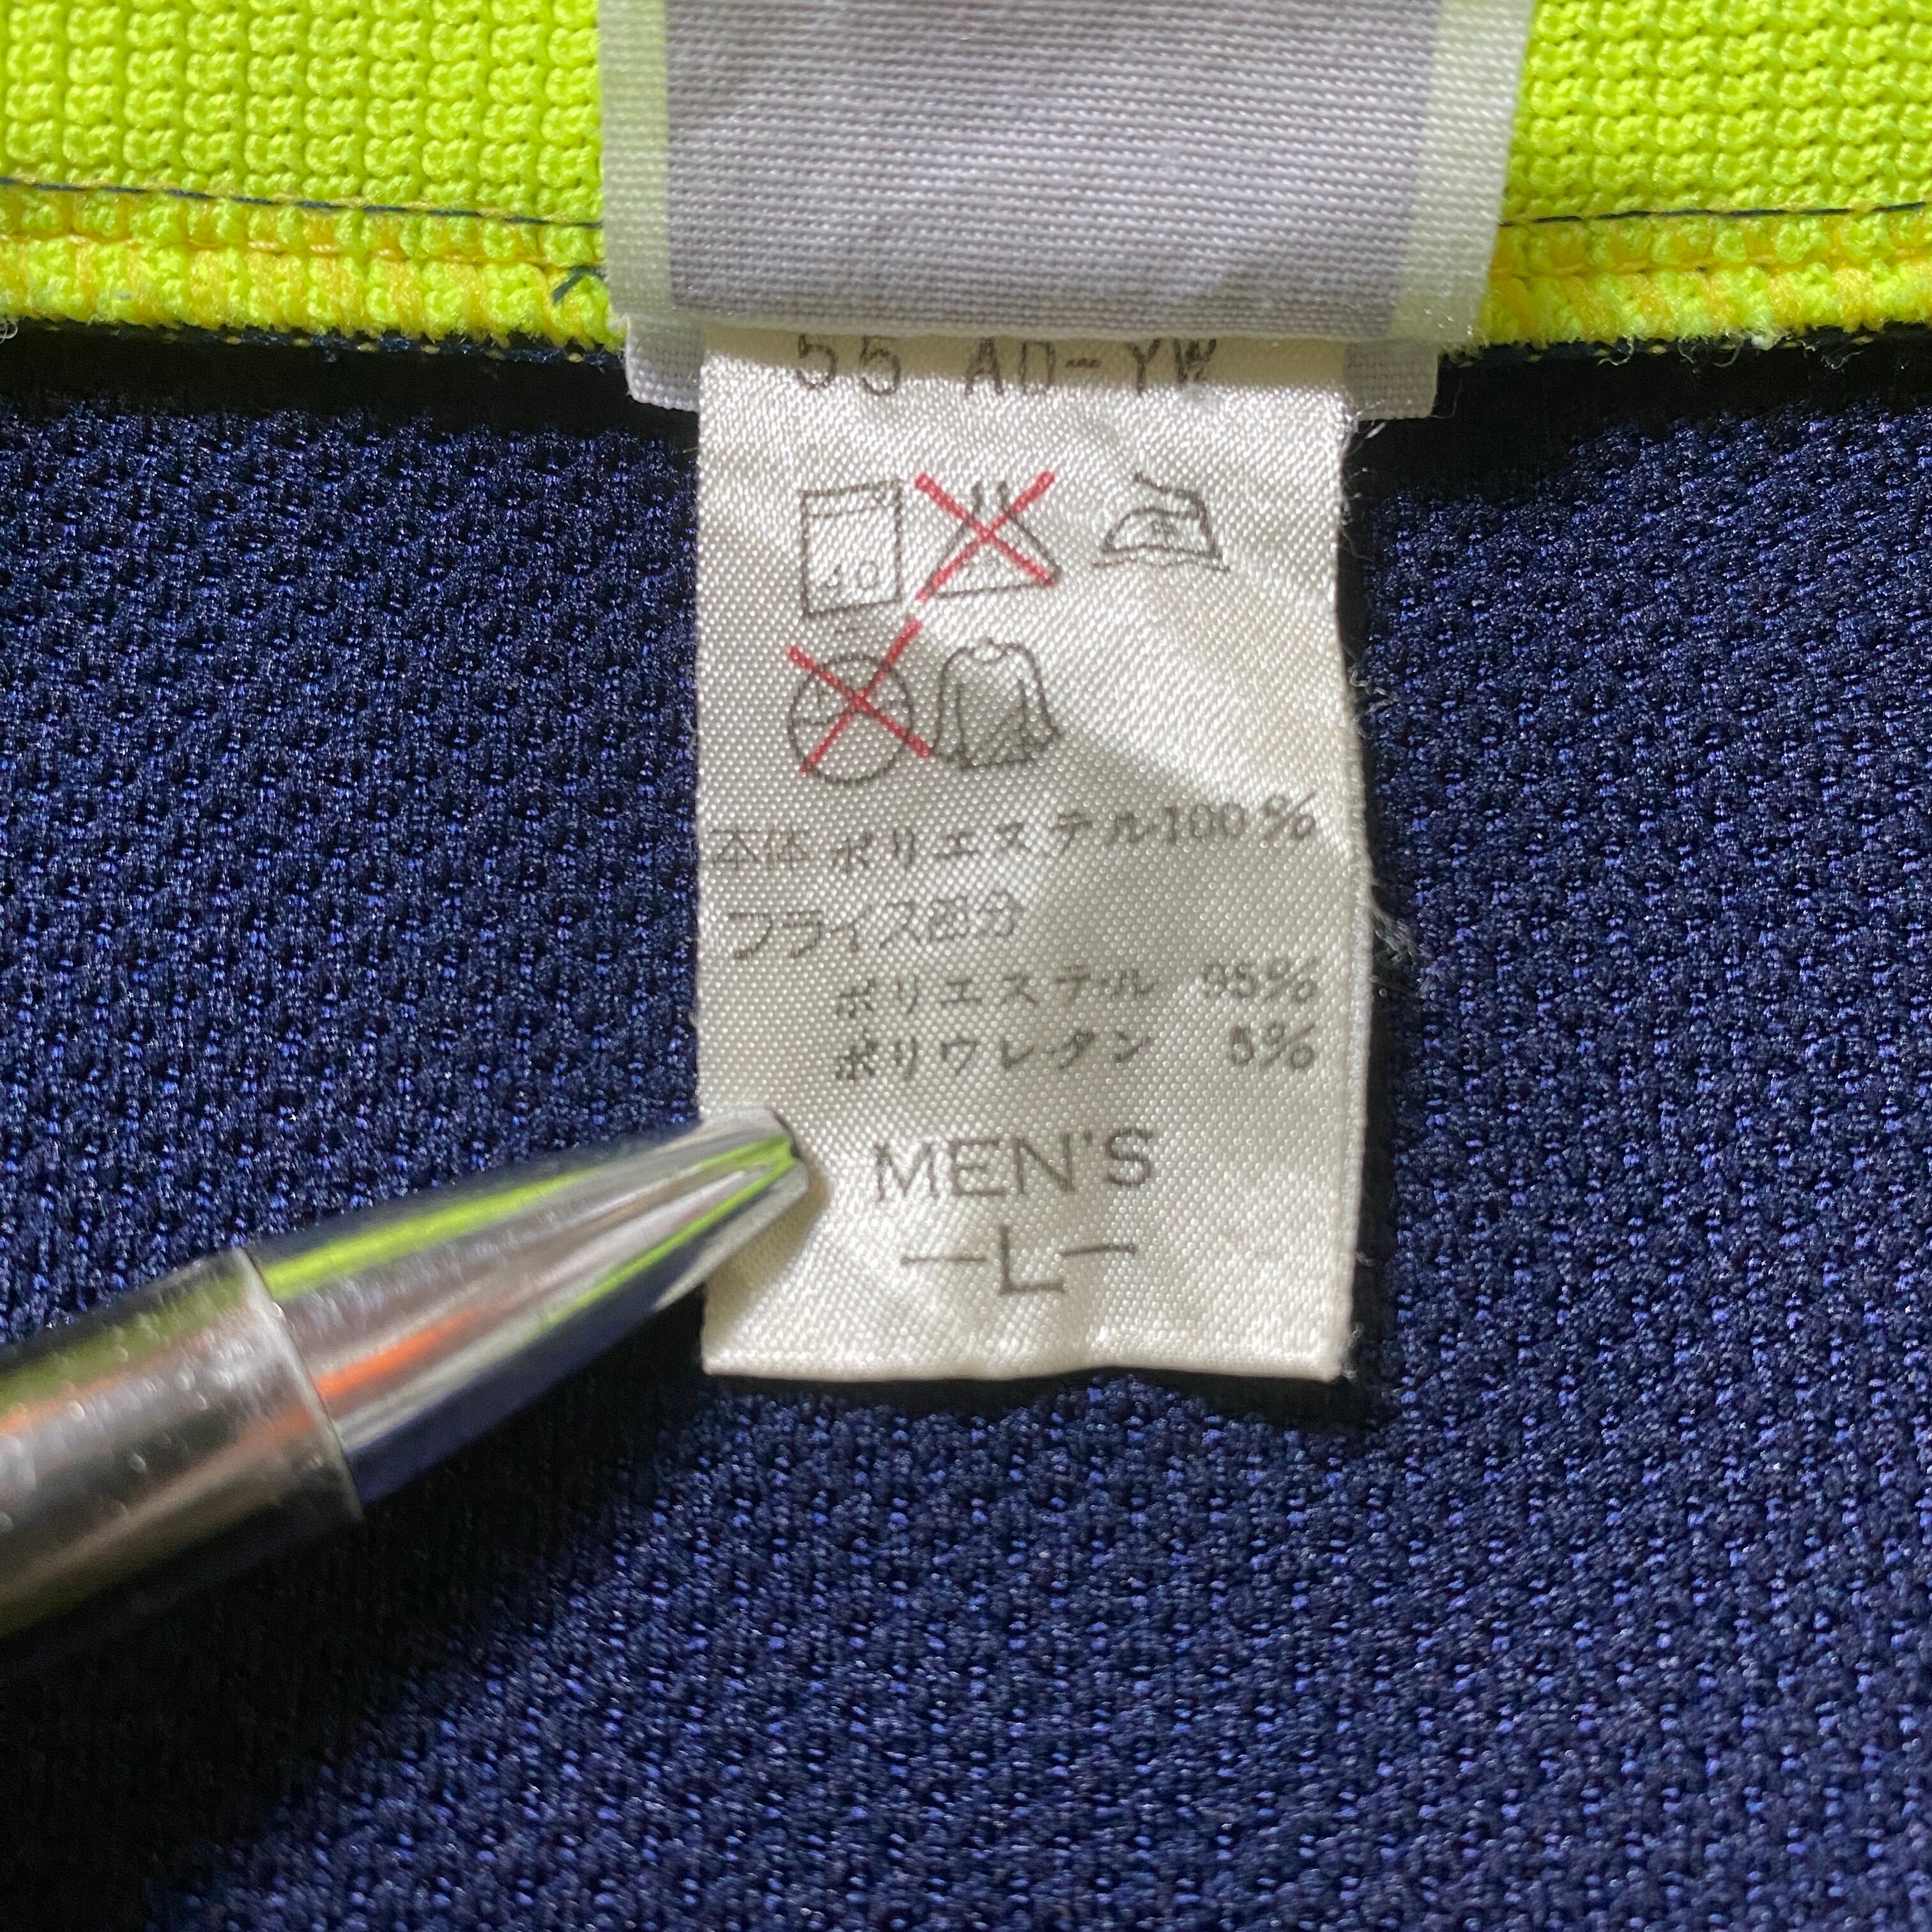 55 AD-YW
40
本体 ポリエステル100%
フライス部分
ポリエステル 95%
ポリウレタン 5%
MEN'S
-L-